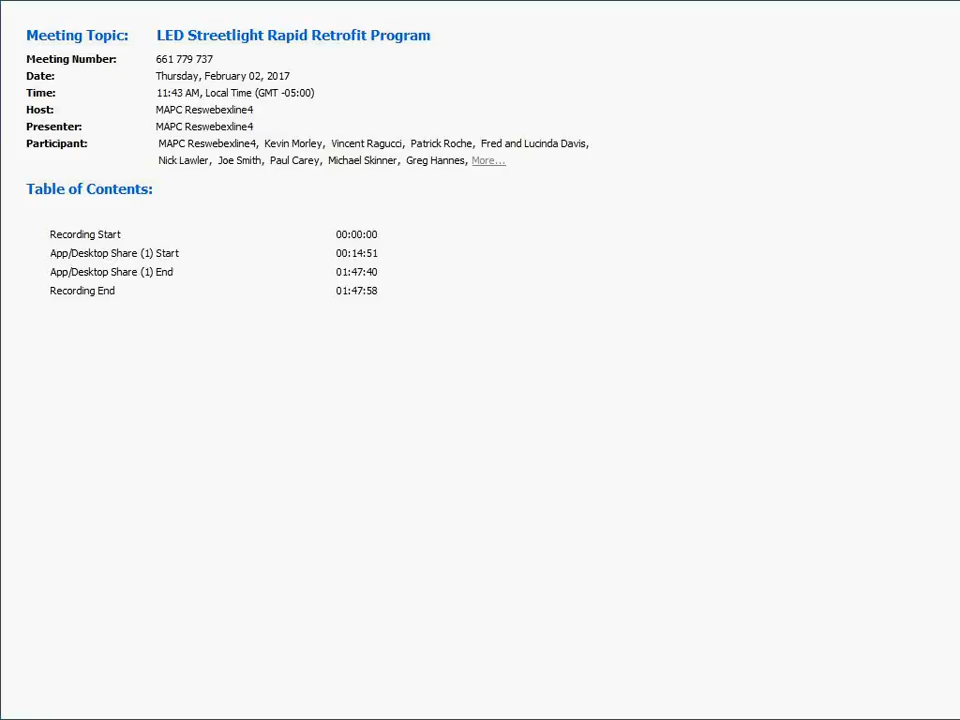 Meeting Topic: LED Streetlight Rapid Retrofit Program
Meeting Number: 661 779 737
Date: Thursday, February 02, 2017
Time: 11:43 AM, Local Time (GMT -05:00)
Host: MAPC Reswebexline4
Presenter: MAPC Reswebexline4
Participant: MAPC Reswebexline4, Kevin Morley, Vincent Ragucci, Patrick Roche, Fred and Lucinda Davis,
Nick Lawler, Joe Smith, Paul Carey, Michael Skinner, Greg Hannes, More...
Table of Contents:
Recording Start 00:00:00
App/Desktop Share (1) Start 00:14:51
App/Desktop Share (1) End 01:47:40
Recording End 01:47:58